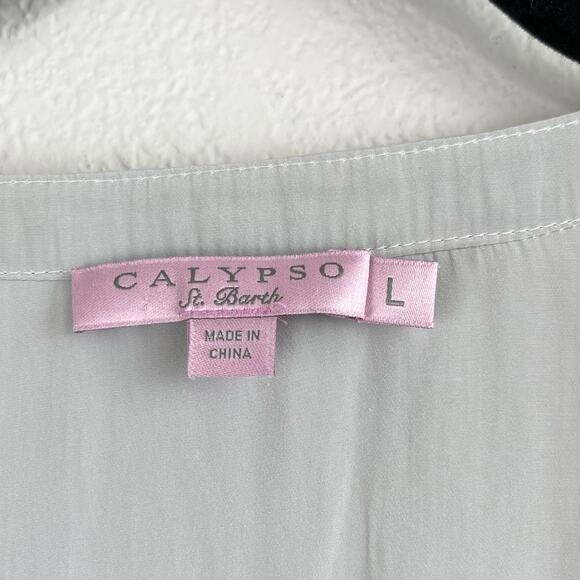 CALYPSO
St. Barth
L
MADE IN
CHINA